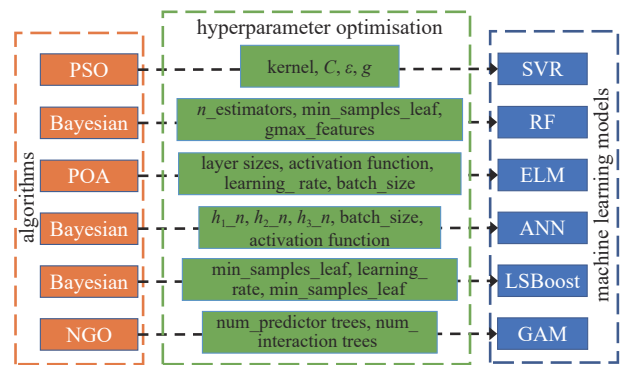 hyperparameter optimisation
algorithms
machine learning models
PSO
kernel, C, ε, g
SVR
Bayesian
n_estimators, min_samples_leaf,
gmax_features
RF
POA
layer sizes, activation function,
learning_ rate, batch_size
ELM
Bayesian
h₁_n, h₂_n, h₃_n, batch_size,
activation function
ANN
Bayesian
min_samples_leaf, learning_
rate, min_samples_leaf
LSBoost
NGO
num_predictor trees, num_
interaction trees
GAM